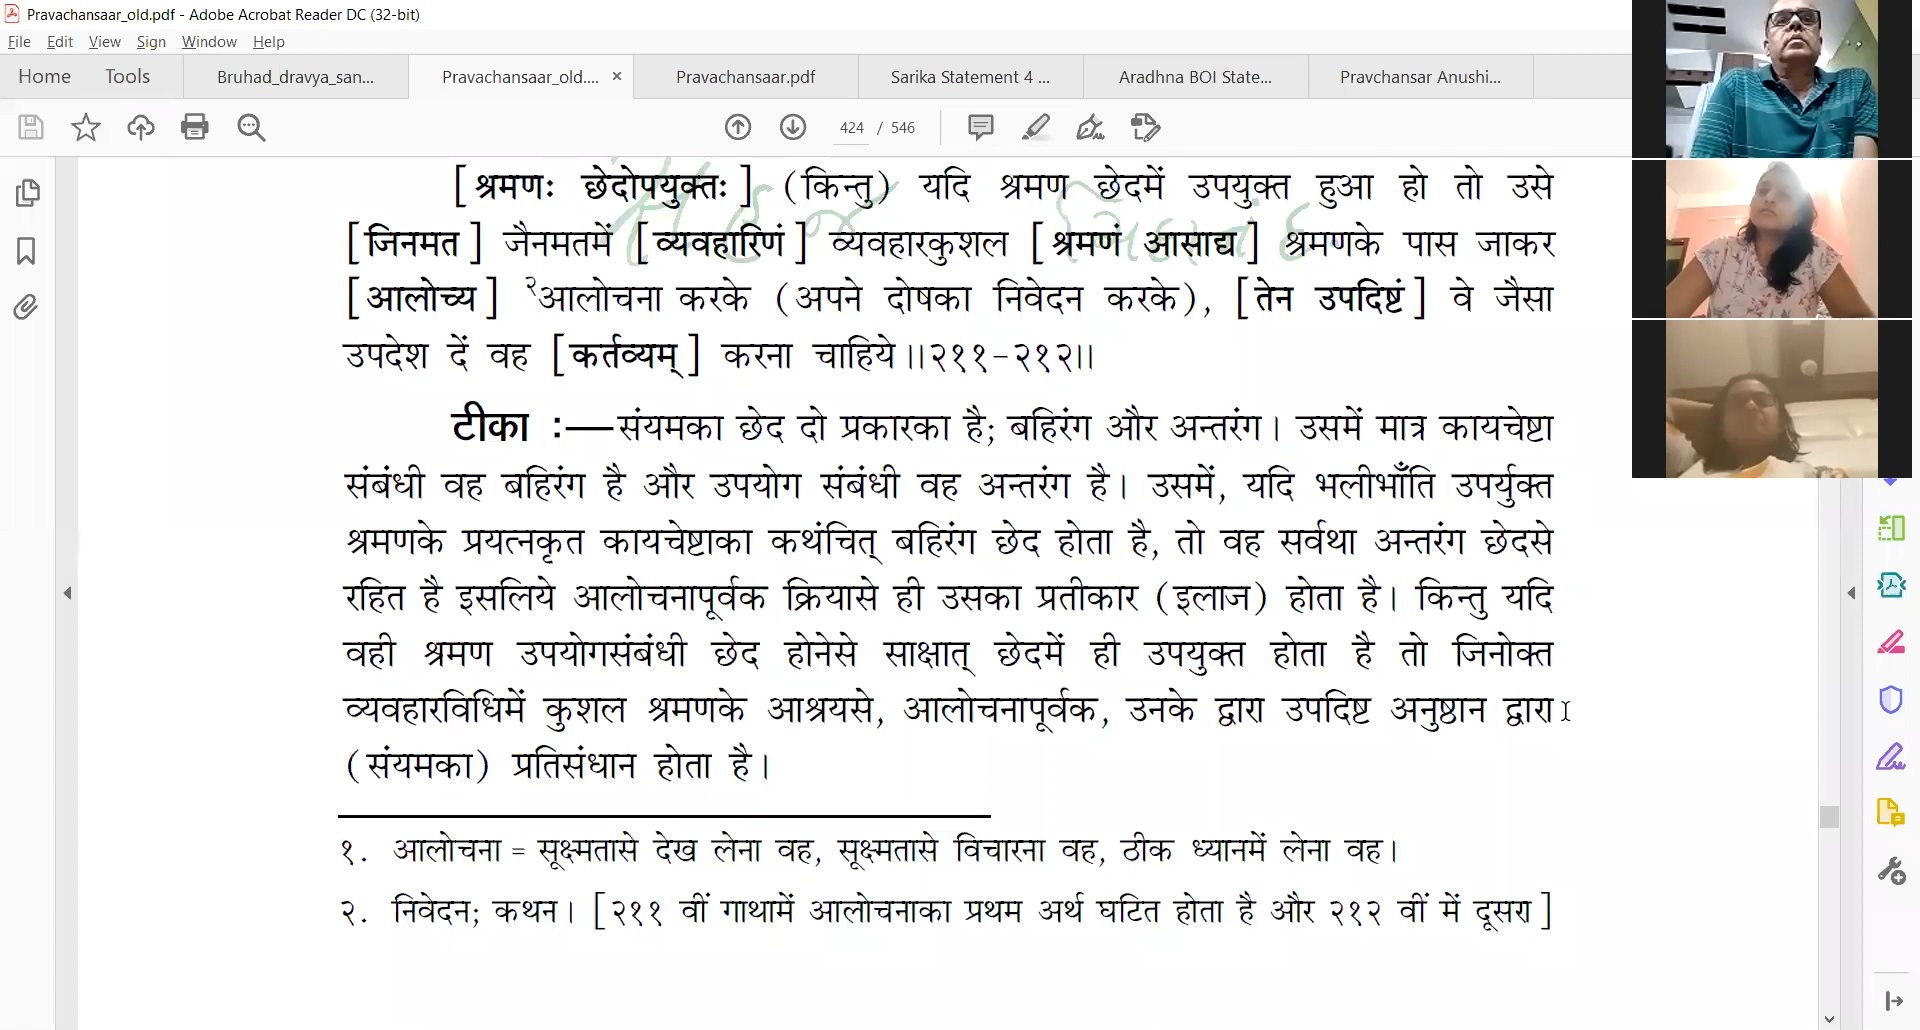 Pravachansaar_old.pdf - Adobe Acrobat Reader DC (32-bit)
File Edit View Sign Window Help
Home Tools Bruhad_dravya_san... Pravachansaar_old.... × Pravachansaar.pdf Sarika Statement 4 ... Aradhna BOI State... Pravchansar Anushi...
424 / 546
[श्रमणः छेदोपयुक्तः] (किन्तु) यदि श्रमण छेदमें उपयुक्त हुआ हो तो उसे
[जिनमत] जैनमतमें [व्यवहारिणं] व्यवहारकुशल [श्रमणं आसाद्य] श्रमणके पास जाकर
[आलोच्य] २आलोचना करके (अपने दोषका निवेदन करके), [तेन उपदिष्टं] वे जैसा
उपदेश दें वह [कर्तव्यम्] करना चाहिये॥२११-२१२॥
टीका :—संयमका छेद दो प्रकारका है; बहिरंग और अन्तरंग। उसमें मात्र कायचेष्टा
संबंधी वह बहिरंग है और उपयोग संबंधी वह अन्तरंग है। उसमें, यदि भलीभाँति उपर्युक्त
श्रमणके प्रयत्नकृत कायचेष्टाका कथंचित् बहिरंग छेद होता है, तो वह सर्वथा अन्तरंग छेदसे
रहित है इसलिये आलोचनापूर्वक क्रियासे ही उसका प्रतीकार (इलाज) होता है। किन्तु यदि
वही श्रमण उपयोगसंबंधी छेद होनेसे साक्षात् छेदमें ही उपयुक्त होता है तो जिनोक्त
व्यवहारविधिमें कुशल श्रमणके आश्रयसे, आलोचनापूर्वक, उनके द्वारा उपदिष्ट अनुष्ठान द्वारा
(संयमका) प्रतिसंधान होता है।
१. आलोचना = सूक्ष्मतासे देख लेना वह, सूक्ष्मतासे विचारना वह, ठीक ध्यानमें लेना वह।
२. निवेदन; कथन। [२११ वीं गाथामें आलोचनाका प्रथम अर्थ घटित होता है और २१२ वीं में दूसरा]